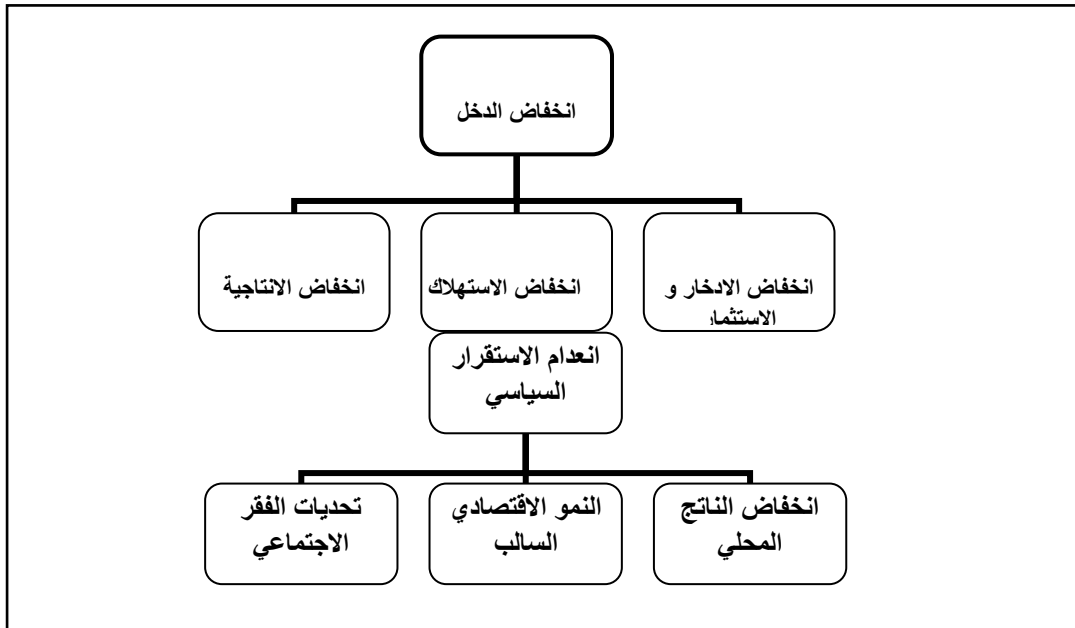 انخفاض الدخل
انخفاض الادخار و
الاستثمار
انخفاض الاستهلاك
انخفاض الانتاجية
انعدام الاستقرار
السياسي
انخفاض الناتج
المحلي
النمو الاقتصادي
السالب
تحديات الفقر
الاجتماعي